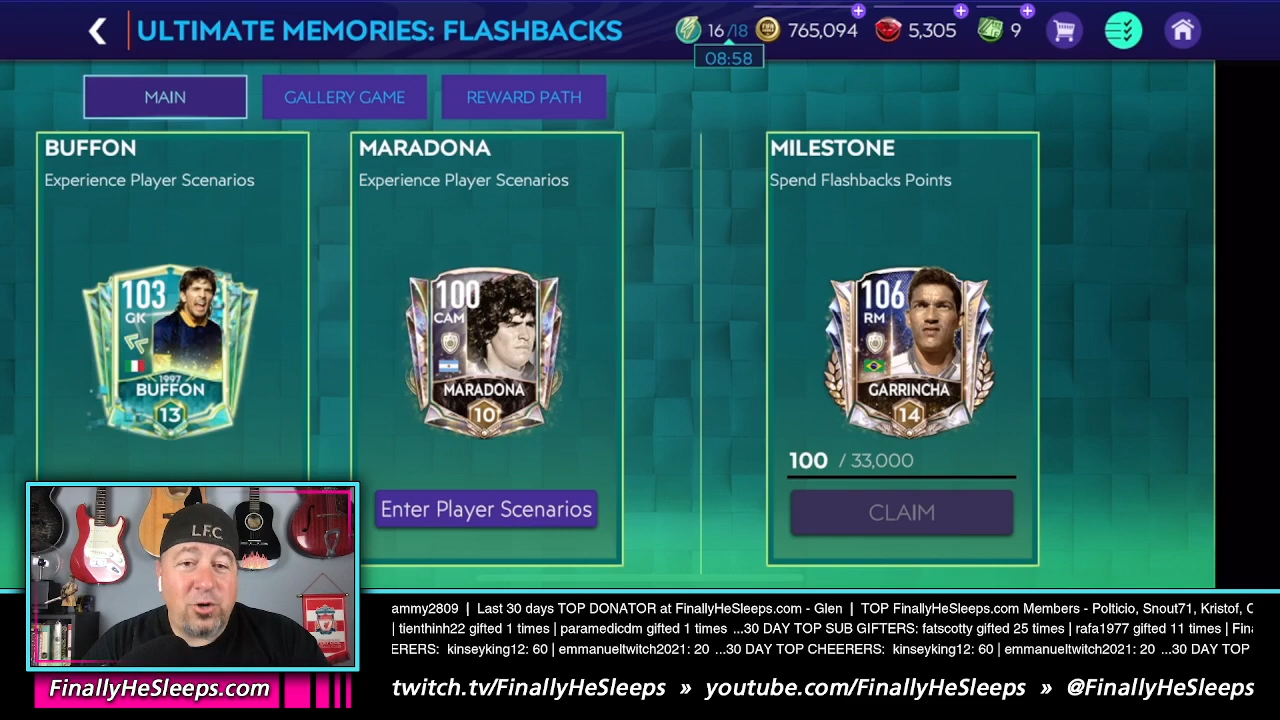 ULTIMATE MEMORIES: FLASHBACKS
16/18
765,094
5,305
9
08:58
MAIN
GALLERY GAME
REWARD PATH
BUFFON
Experience Player Scenarios
103
GK
1997
BUFFON
13
MARADONA
Experience Player Scenarios
100
CAM
MARADONA
10
Enter Player Scenarios
MILESTONE
Spend Flashbacks Points
106
RM
GARRINCHA
14
100 / 33,000
CLAIM
L.F.C.
ammy2809 | Last 30 days TOP DONATOR at FinallyHeSleeps.com - Glen | TOP FinallyHeSleeps.com Members - Polticio, Snout71, Kristof, C
| tienthinh22 gifted 1 times | paramedicdm gifted 1 times ...30 DAY TOP SUB GIFTERS: fatscotty gifted 25 times | rafa1977 gifted 11 times | Fin
ERERS: kinseyking12: 60 | emmanueltwitch2021: 20 ...30 DAY TOP CHEERERS: kinseyking12: 60 | emmanueltwitch2021: 20 ...30 DAY TOP
FinallyHeSleeps.com
twitch.tv/FinallyHeSleeps » youtube.com/FinallyHeSleeps » @FinallyHeSleeps